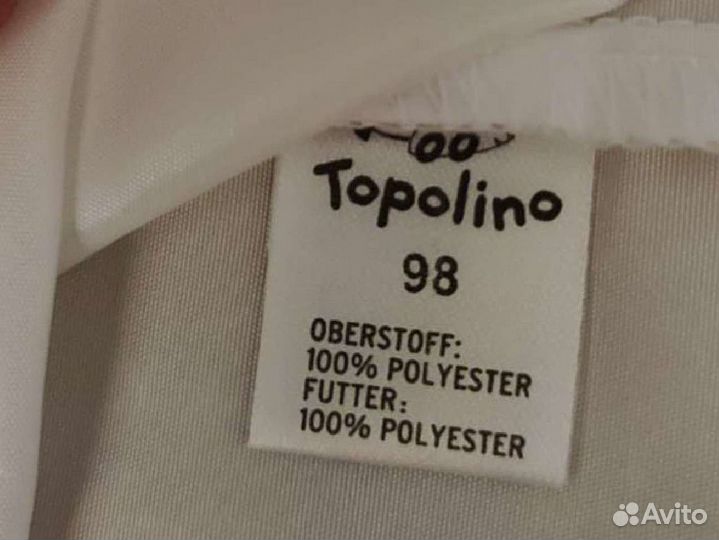 Topolino
98
OBERSTOFF:
100% POLYESTER
FUTTER:
100% POLYESTER
Avito